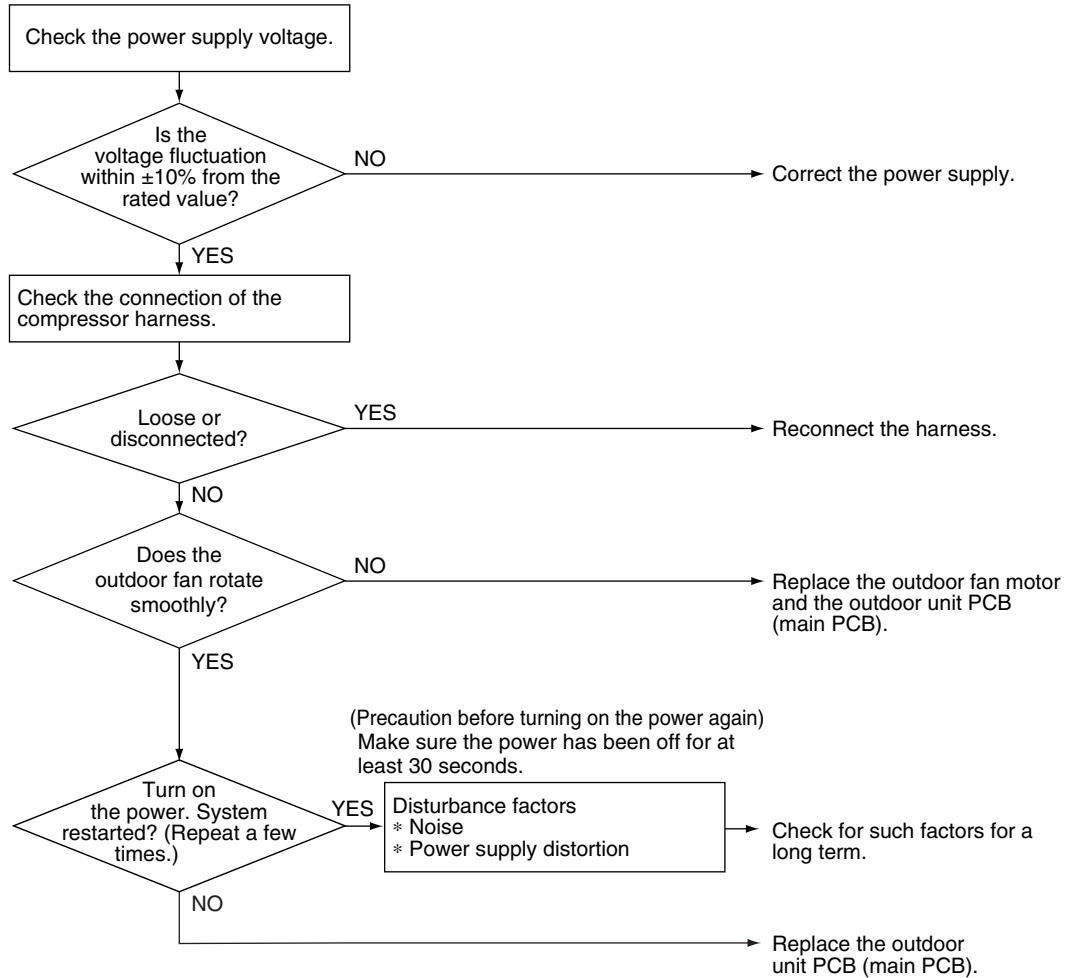 Check the power supply voltage.
Is the
voltage fluctuation
within ±10% from the
rated value?
NO
Correct the power supply.
YES
Check the connection of the
compressor harness.
Loose or
disconnected?
YES
Reconnect the harness.
NO
Does the
outdoor fan rotate
smoothly?
NO
Replace the outdoor fan motor
and the outdoor unit PCB
(main PCB).
YES
(Precaution before turning on the power again)
Make sure the power has been off for at
least 30 seconds.
Turn on
the power. System
restarted? (Repeat a few
times.)
YES
Disturbance factors
* Noise
* Power supply distortion
Check for such factors for a
long term.
NO
Replace the outdoor
unit PCB (main PCB).